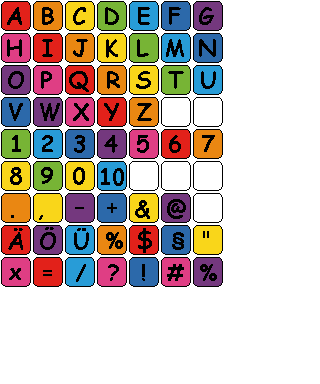 A B C D E F G
H I J K L M N
O P Q R S T U
V W X Y Z
1 2 3 4 5 6 7
8 9 0 10
. , - + & @
Ä Ö Ü % $ § "
x = / ? ! # %